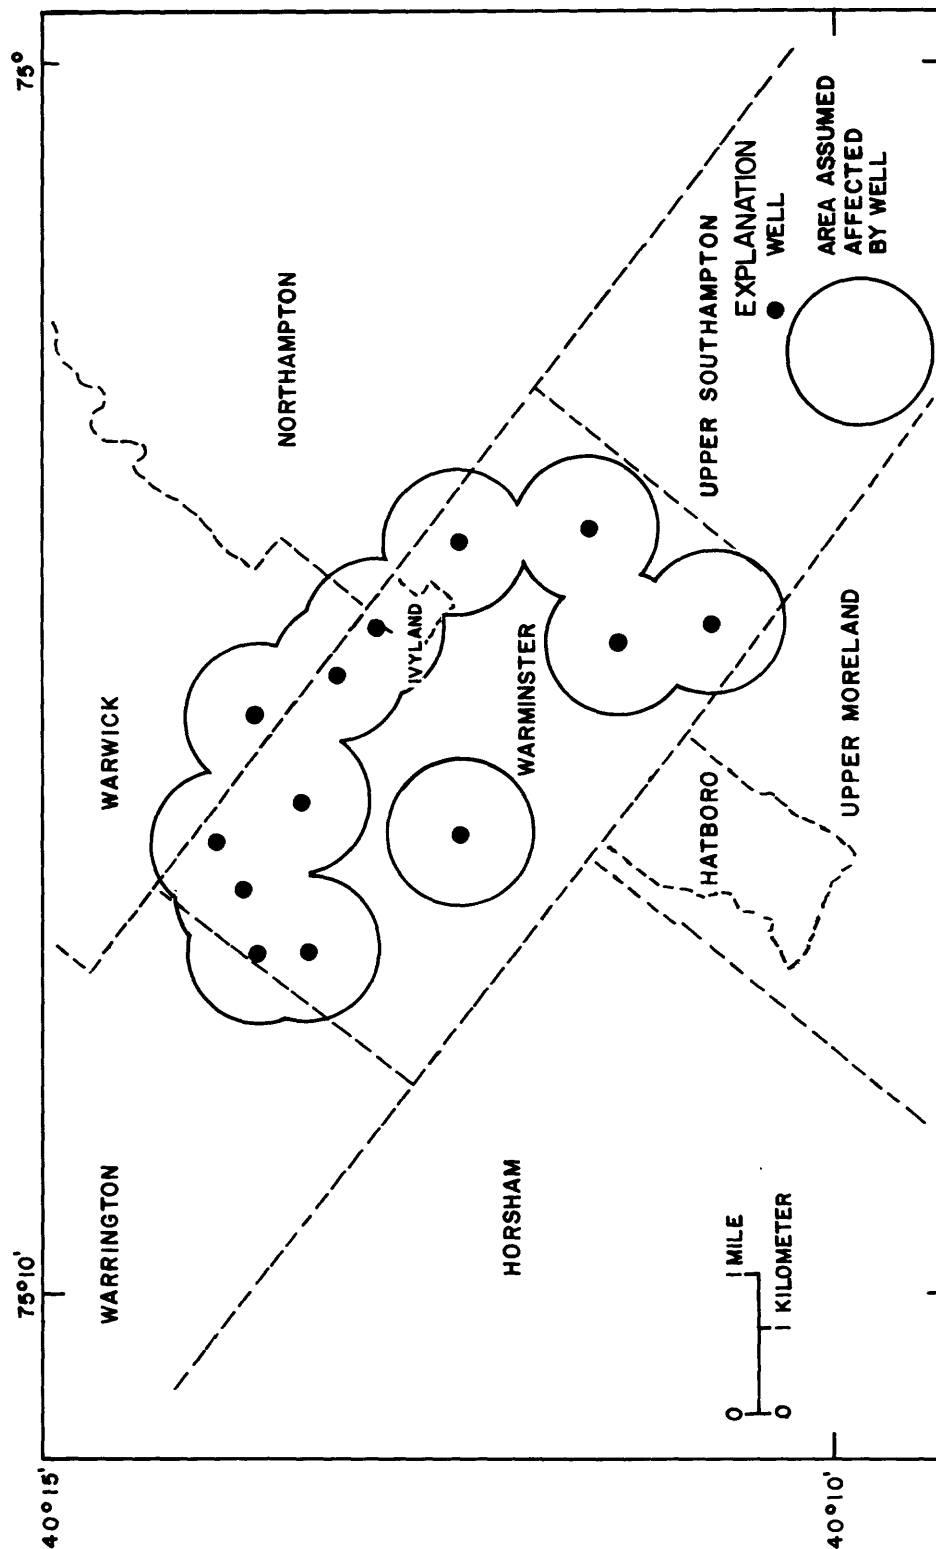 75°10'
75°
40°15'
WARRINGTON
WARWICK
NORTHAMPTON
IVYLAND
HORSHAM
WARMINSTER
HATBORO
UPPER SOUTHAMPTON
EXPLANATION
WELL
AREA ASSUMED
AFFECTED
BY WELL
UPPER MORELAND
0 1 MILE
0 1 KILOMETER
40°10'